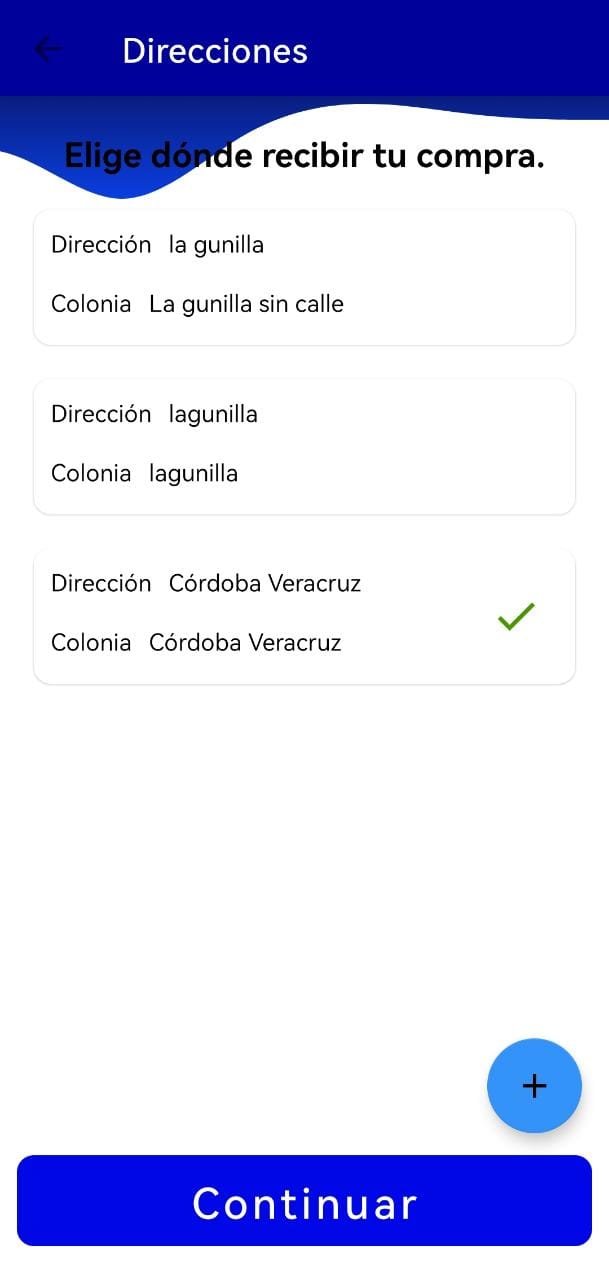 Direcciones
Elige dónde recibir tu compra.
Dirección la gunilla
Colonia La gunilla sin calle
Dirección lagunilla
Colonia lagunilla
Dirección Córdoba Veracruz
Colonia Córdoba Veracruz
+
Continuar